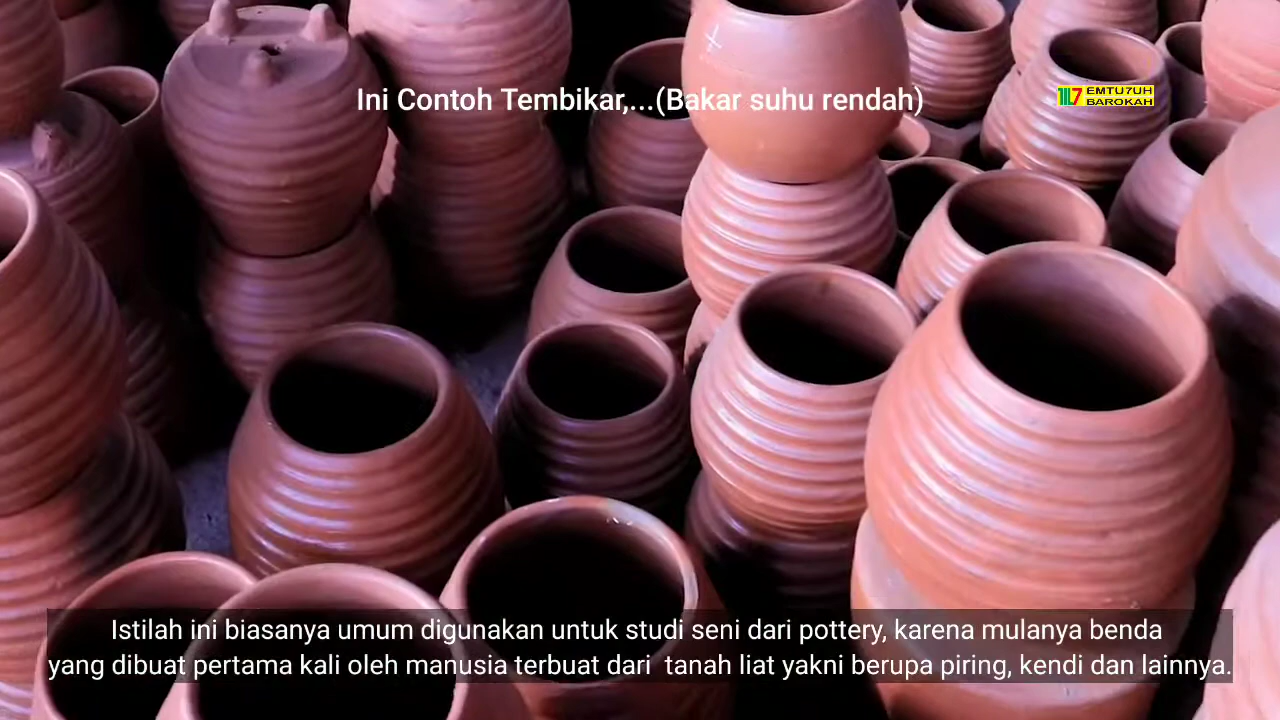 Ini Contoh Tembikar,...(Bakar suhu rendah)
EMTU7UH
BAROKAH
Istilah ini biasanya umum digunakan untuk studi seni dari pottery, karena mulanya benda
yang dibuat pertama kali oleh manusia terbuat dari  tanah liat yakni berupa piring, kendi dan lainnya.